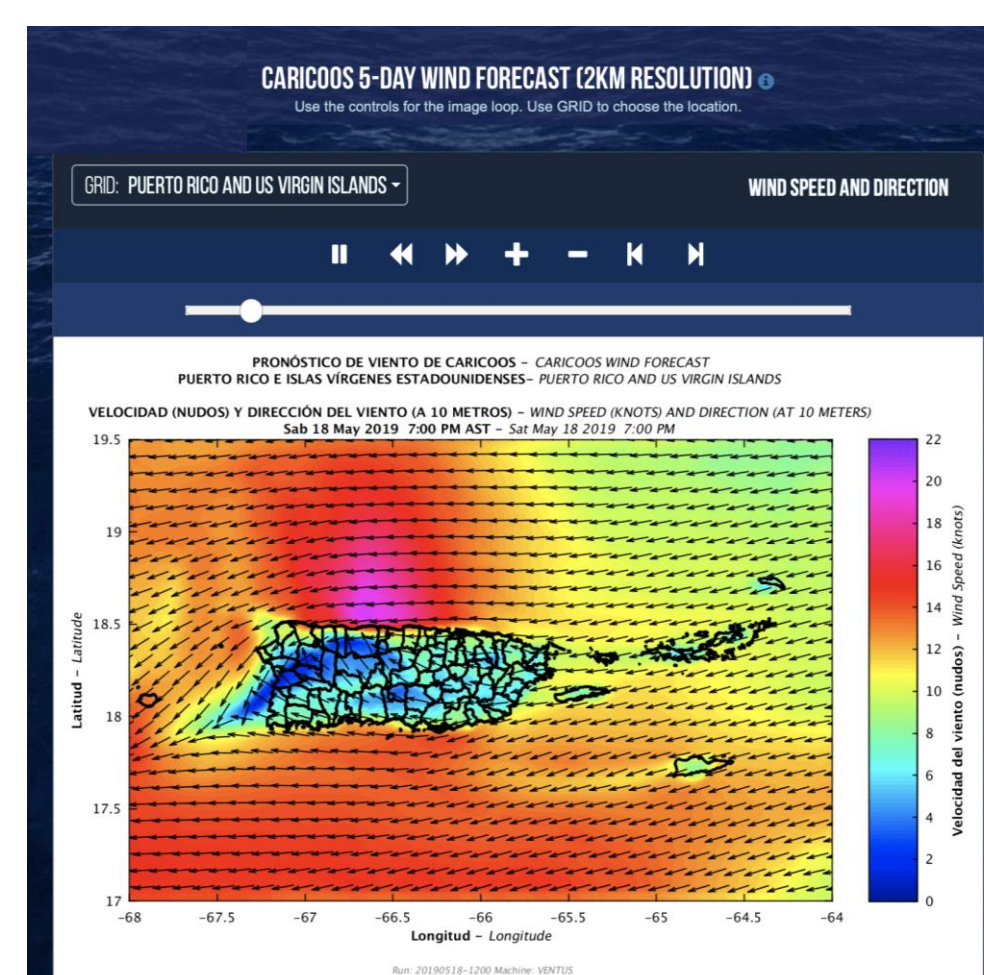 CARICOOS 5-DAY WIND FORECAST (2KM RESOLUTION)
Use the controls for the image loop. Use GRID to choose the location.
GRID: PUERTO RICO AND US VIRGIN ISLANDS
WIND SPEED AND DIRECTION
PRONÓSTICO DE VIENTO DE CARICOOS – CARICOOS WIND FORECAST
PUERTO RICO E ISLAS VÍRGENES ESTADOUNIDENSES– PUERTO RICO AND US VIRGIN ISLANDS
VELOCIDAD (NUDOS) Y DIRECCIÓN DEL VIENTO (A 10 METROS) – WIND SPEED (KNOTS) AND DIRECTION (AT 10 METERS)
Sab 18 May 2019 7:00 PM AST – Sat May 18 2019 7:00 PM
19.5
19
18.5
18
17.5
17
Latitud – Latitude
-68
-67.5
-67
-66.5
-66
-65.5
-65
-64.5
-64
Longitud – Longitude
22
20
18
16
14
12
10
8
6
4
2
0
Velocidad del viento (nudos) – Wind Speed (knots)
Run: 20190518-1200 Machine: VENTUS